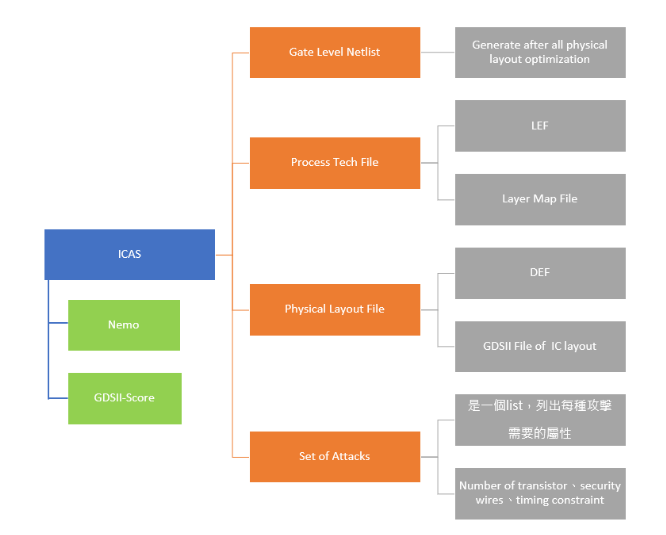 ICAS
Nemo
GDSII-Score
Gate Level Netlist
Generate after all physical
layout optimization
Process Tech File
LEF
Layer Map File
Physical Layout File
DEF
GDSII File of IC layout
Set of Attacks
是一個list，列出每種攻擊
需要的屬性
Number of transistor、security
wires、timing constraint